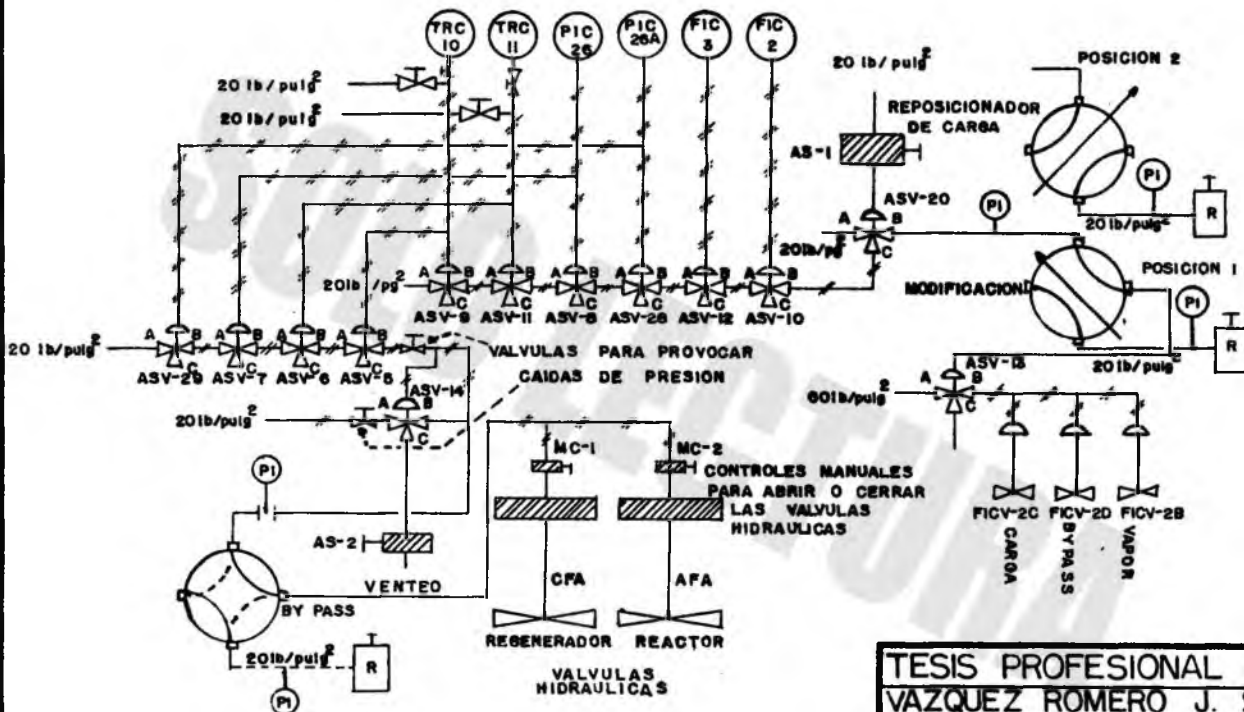 TRC 10
TRC 11
PIC 26
PIC 26A
FIC 3
FIC 2
20 lb/pulg²
20 lb/pulg²
20 lb/pulg²
POSICION 2
REPOSICIONADOR
DE CARGA
AS-1
ASV-20
A B
C
20lb/pg²
PI
PI
R
20lb/pulg²
POSICION 1
MODIFICACION
PI
R
20lb/pulg²
20lb/pg²
A B
C
A B
C
A B
C
A B
C
A B
C
A B
C
ASV-9
ASV-11
ASV-8
ASV-28
ASV-12
ASV-10
20 lb/pulg²
A B
C
A B
C
A B
C
A B
C
ASV-29
ASV-7
ASV-6
ASV-5
VALVULAS PARA PROVOCAR
CAIDAS DE PRESION
ASV-14
A B
C
20lb/pulg²
ASV-13
A B
C
60lb/pulg²
MC-1
MC-2
CONTROLES MANUALES
PARA ABRIR O CERRAR
LAS VALVULAS
HIDRAULICAS
FICV-2C
FICV-2D
FICV-2B
CARGA
BYPASS
VAPOR
PI
AS-2
VENTEO
BY PASS
CFA
AFA
REGENERADOR
REACTOR
VALVULAS
HIDRAULICAS
20lb/pulg²
R
PI
SOLO LECTURA
TESIS PROFESIONAL
VAZQUEZ ROMERO J.